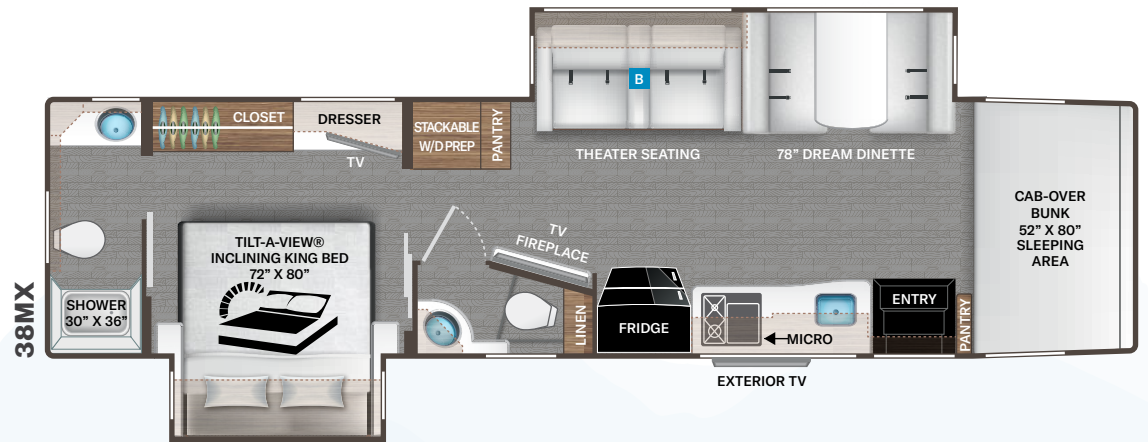 38MX
CLOSET
DRESSER
TV
STACKABLE
W/D PREP
PANTRY
B
THEATER SEATING
78” DREAM DINETTE
CAB-OVER
BUNK
52” X 80”
SLEEPING
AREA
TILT-A-VIEW®
INCLINING KING BED
72” X 80”
SHOWER
30” X 36”
TV
FIREPLACE
LINEN
FRIDGE
MICRO
ENTRY
PANTRY
EXTERIOR TV